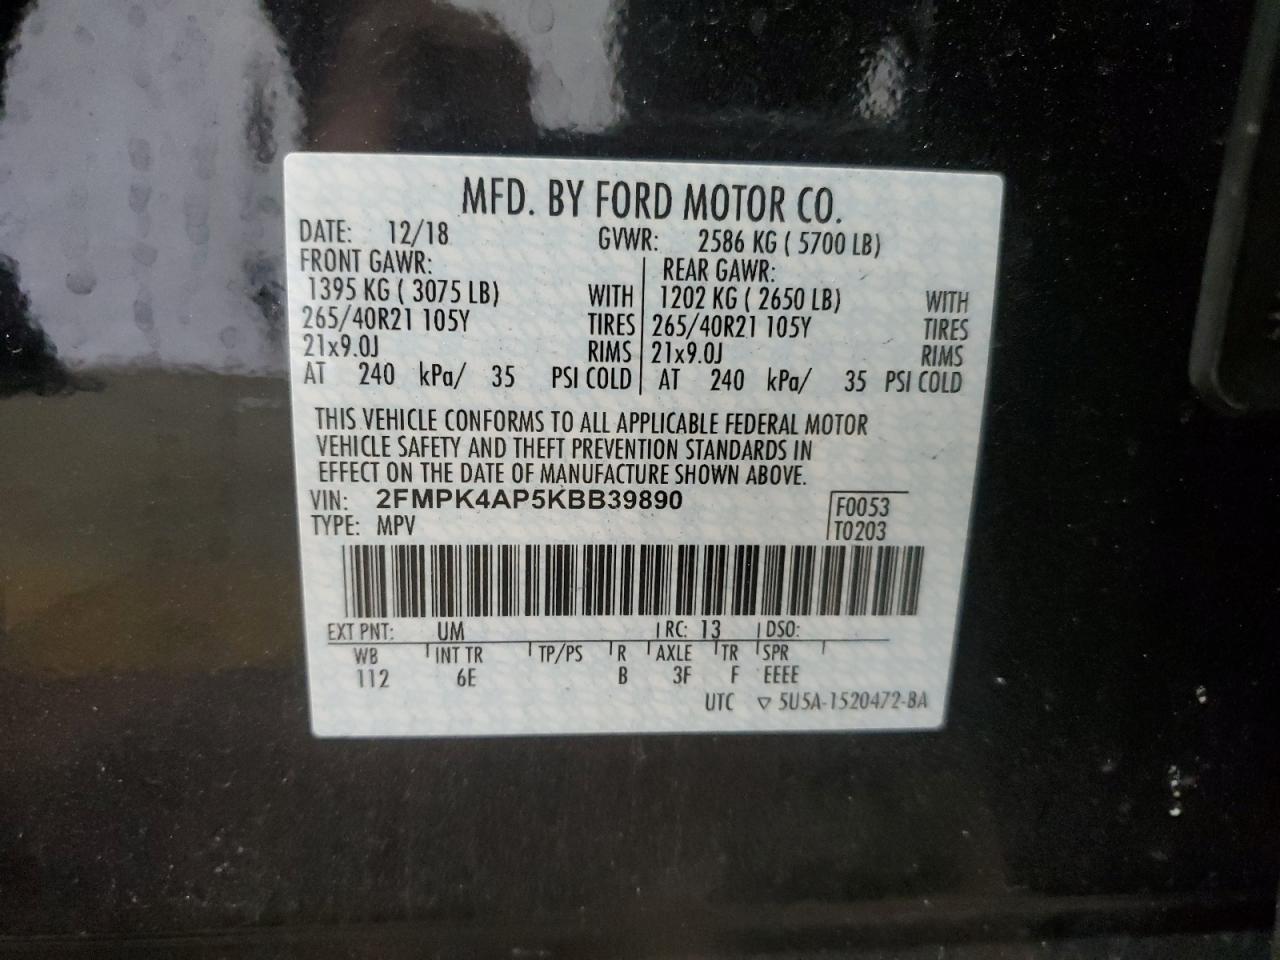 MFD. BY FORD MOTOR CO.
DATE: 12/18 GVWR: 2586 KG ( 5700 LB)
FRONT GAWR: REAR GAWR:
1395 KG ( 3075 LB) WITH 1202 KG ( 2650 LB) WITH
265/40R21 105Y TIRES 265/40R21 105Y TIRES
21x9.0J RIMS 21x9.0J RIMS
AT 240 kPa/ 35 PSI COLD AT 240 kPa/ 35 PSI COLD
THIS VEHICLE CONFORMS TO ALL APPLICABLE FEDERAL MOTOR
VEHICLE SAFETY AND THEFT PREVENTION STANDARDS IN
EFFECT ON THE DATE OF MANUFACTURE SHOWN ABOVE.
VIN: 2FMPK4AP5KBB39890 F0053
TYPE: MPV T0203
EXT PNT: UM RC: 13 DSO:
WB INT TR TP/PS R AXLE TR SPR
112 6E B 3F F EEEE
UTC ▽ 5U5A-1520472-BA